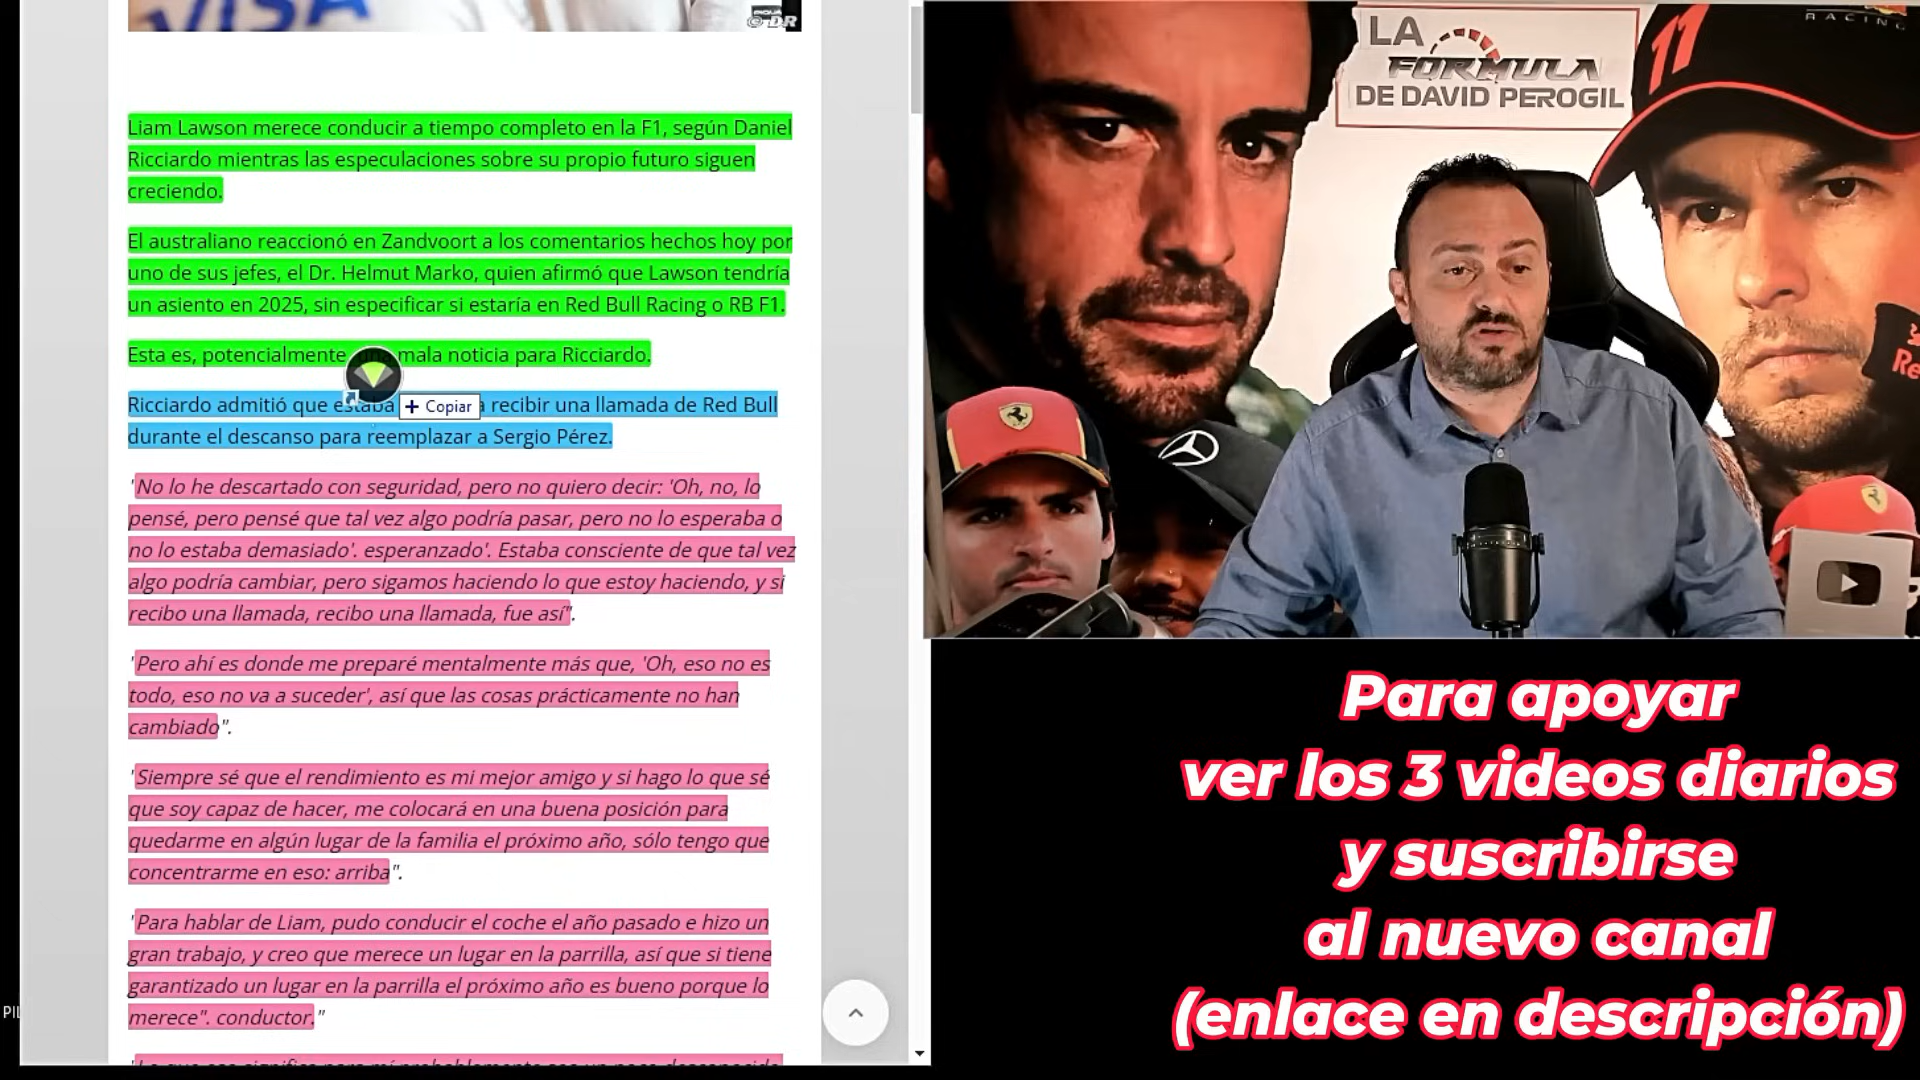 VISA
Liam Lawson merece conducir a tiempo completo en la F1, según Daniel
Ricciardo mientras las especulaciones sobre su propio futuro siguen
creciendo.
El australiano reaccionó en Zandvoort a los comentarios hechos hoy por
uno de sus jefes, el Dr. Helmut Marko, quien afirmó que Lawson tendría
un asiento en 2025, sin especificar si estaría en Red Bull Racing o RB F1.
Esta es, potencialmente, una mala noticia para Ricciardo.
Ricciardo admitió que estaba
+ Copiar
a recibir una llamada de Red Bull
durante el descanso para reemplazar a Sergio Pérez.
"No lo he descartado con seguridad, pero no quiero decir: 'Oh, no, lo
pensé, pero pensé que tal vez algo podría pasar, pero no lo esperaba o
no lo estaba demasiado'. esperanzado'. Estaba consciente de que tal vez
algo podría cambiar, pero sigamos haciendo lo que estoy haciendo, y si
recibo una llamada, recibo una llamada, fue así".
"Pero ahí es donde me preparé mentalmente más que, 'Oh, eso no es
todo, eso no va a suceder', así que las cosas prácticamente no han
cambiado".
"Siempre sé que el rendimiento es mi mejor amigo y si hago lo que sé
que soy capaz de hacer, me colocará en una buena posición para
quedarme en algún lugar de la familia el próximo año, sólo tengo que
concentrarme en eso: arriba".
"Para hablar de Liam, pudo conducir el coche el año pasado e hizo un
gran trabajo, y creo que merece un lugar en la parrilla, así que si tiene
garantizado un lugar en la parrilla el próximo año es bueno porque lo
merece". conductor."
LA
FÓRMULA
DE DAVID PEROGIL
11
RACING
Re
Para apoyar
ver los 3 videos diarios
y suscribirse
al nuevo canal
(enlace en descripción)